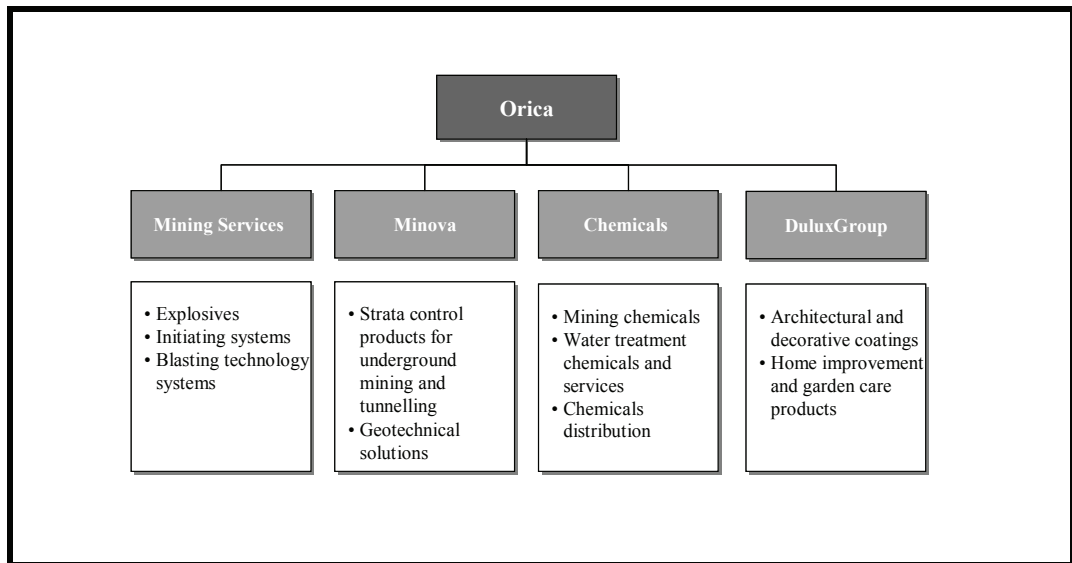 Orica
Mining Services
Minova
Chemicals
DuluxGroup
• Explosives
• Initiating systems
• Blasting technology
systems
• Strata control
products for
underground
mining and
tunnelling
• Geotechnical
solutions
• Mining chemicals
• Water treatment
chemicals and
services
• Chemicals
distribution
• Architectural and
decorative coatings
• Home improvement
and garden care
products